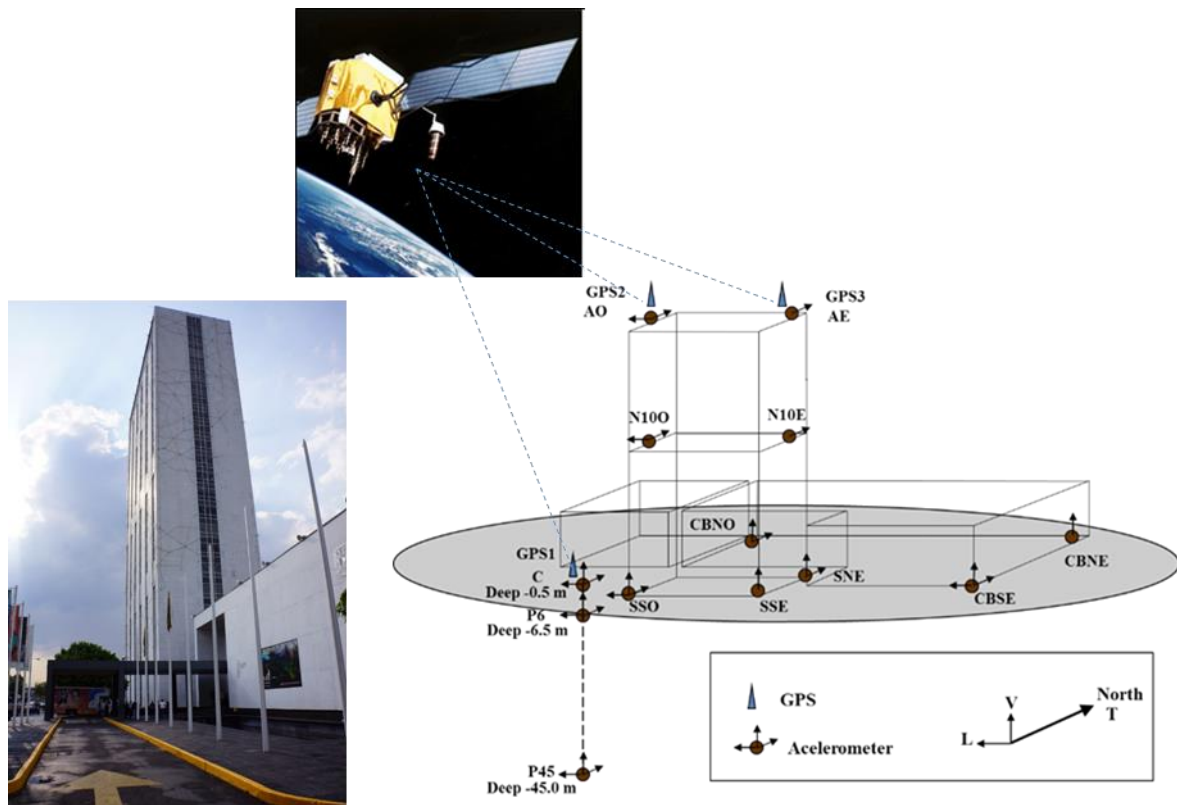 GPS2
AO
GPS3
AE
N10O
N10E
CBNO
GPS1
C
Deep -0.5 m
SNE
CBNE
SSO
SSE
CBSE
P6
Deep -6.5 m
GPS
V
North
T
L
Acelerometer
P45
Deep -45.0 m